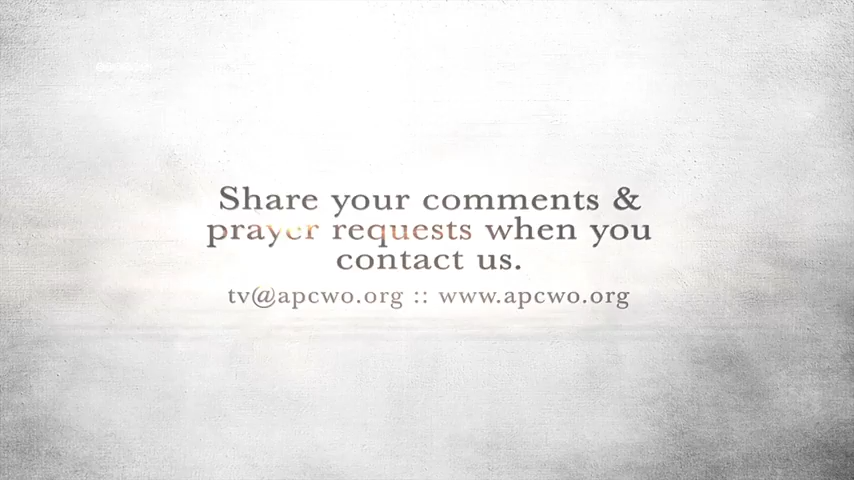 Share your comments &
prayer requests when you
contact us.
tv@apcwo.org :: www.apcwo.org